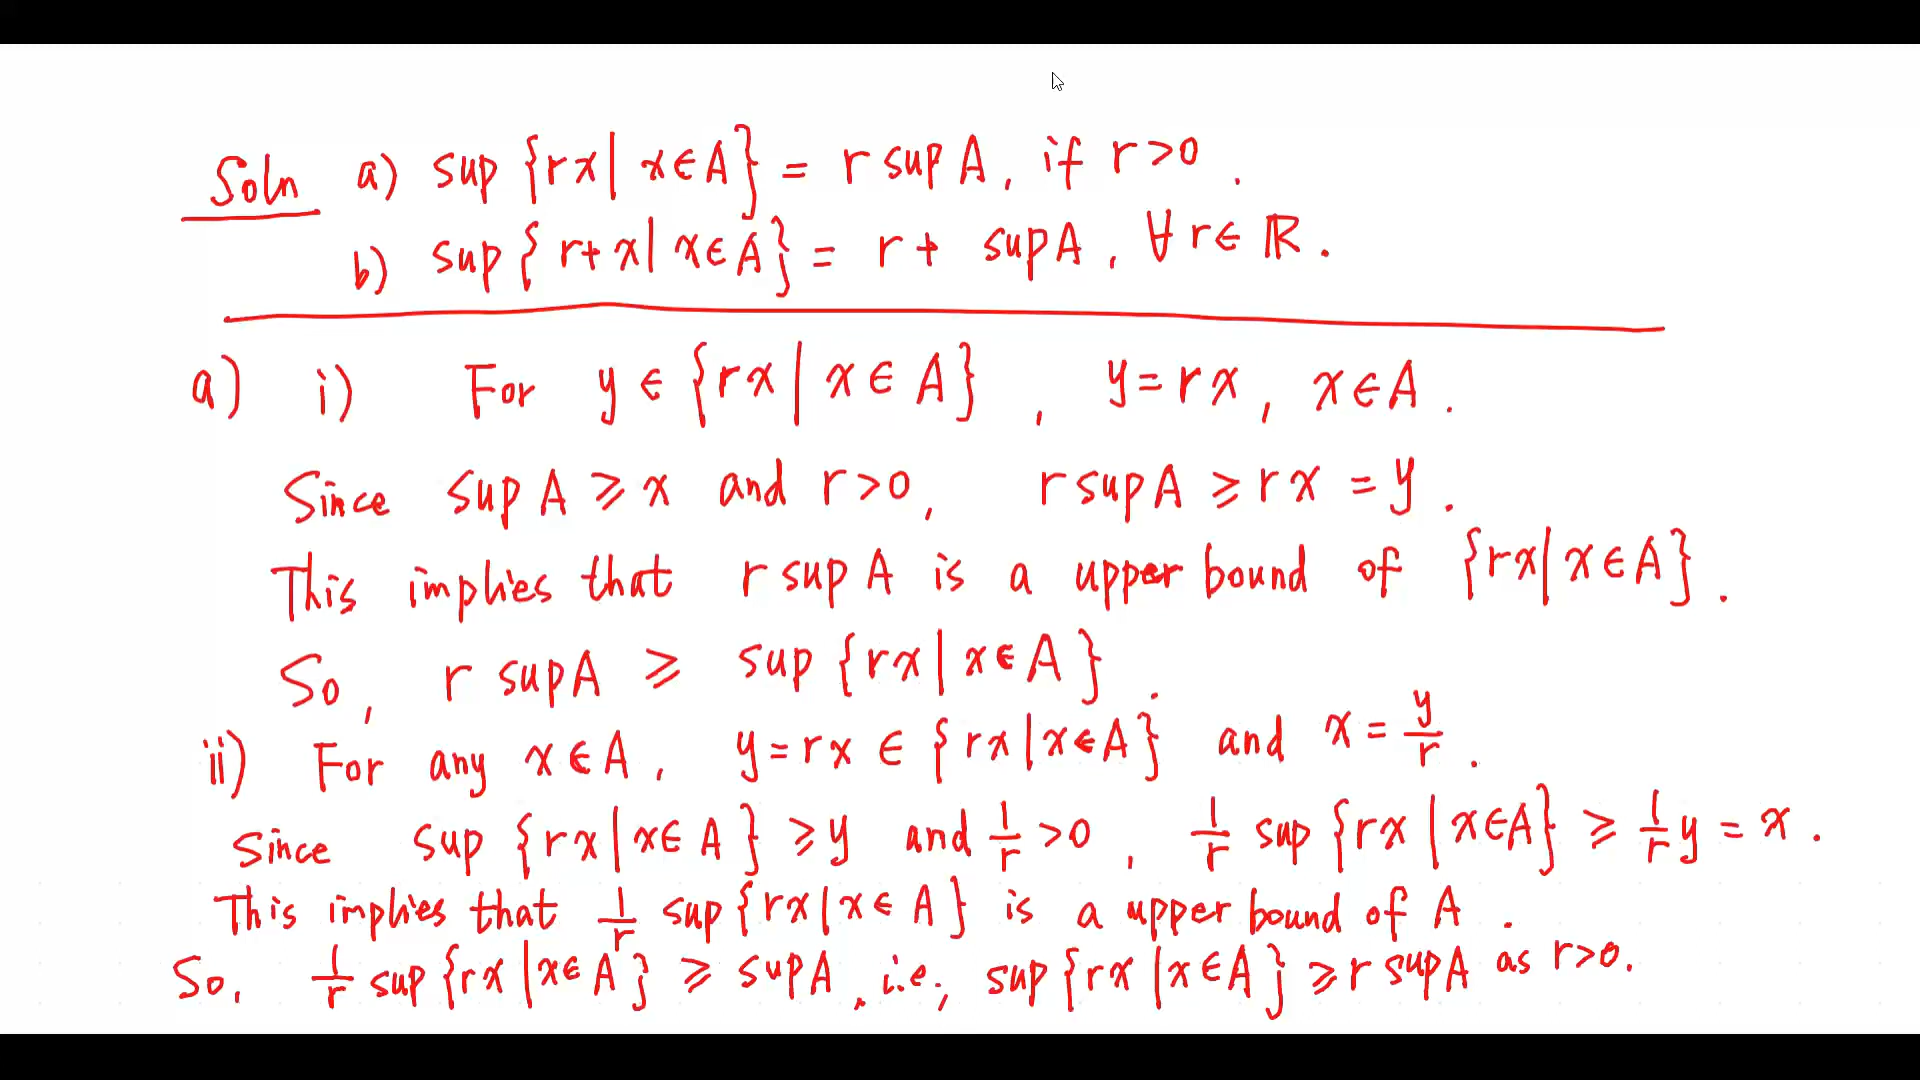 Soln a) sup {rx | x∈A} = r sup A, if r>0.
b) sup {r+x | x∈A} = r + sup A, ∀ r∈ℝ.
a) i) For y ∈ {rx | x∈A}, y=rx, x∈A.
Since sup A ⩾ x and r>0, r sup A ⩾ rx = y.
This implies that r sup A is a upper bound of {rx | x∈A}.
So, r sup A ⩾ sup {rx | x∈A}.
ii) For any x∈A, y=rx ∈ {rx | x∈A} and x = y/r.
Since sup {rx | x∈A} ⩾ y and 1/r >0, 1/r sup {rx | x∈A} ⩾ 1/r y = x.
This implies that 1/r sup {rx | x∈A} is a upper bound of A.
So, 1/r sup {rx | x∈A} ⩾ sup A, i.e., sup {rx | x∈A} ⩾ r sup A as r>0.